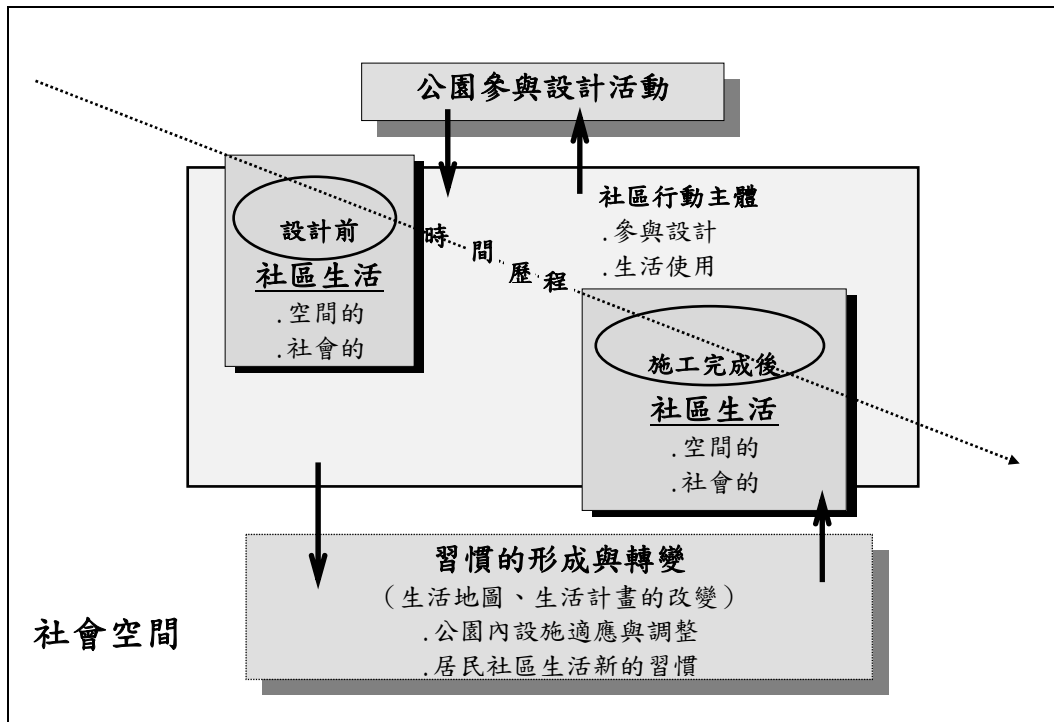 公園參與設計活動
設計前
社區生活
.空間的
.社會的
時間歷程
社區行動主體
.參與設計
.生活使用
施工完成後
社區生活
.空間的
.社會的
習慣的形成與轉變
（生活地圖、生活計畫的改變）
.公園內設施適應與調整
.居民社區生活新的習慣
社會空間